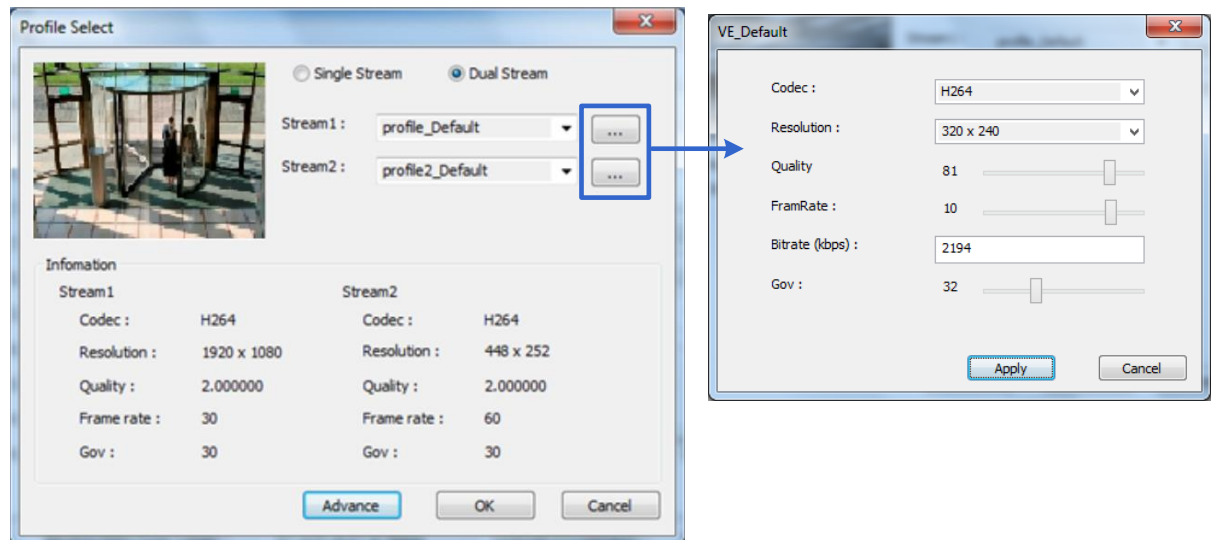 Profile Select
Single Stream Dual Stream
Stream1 : profile_Default ...
Stream2 : profile2_Default ...
Infomation
Stream1 Stream2
Codec : H264 Codec : H264
Resolution : 1920 x 1080 Resolution : 448 x 252
Quality : 2.000000 Quality : 2.000000
Frame rate : 30 Frame rate : 60
Gov : 30 Gov : 30
Advance OK Cancel
VE_Default
Codec : H264
Resolution : 320 x 240
Quality 81
FramRate : 10
Bitrate (kbps) : 2194
Gov : 32
Apply Cancel